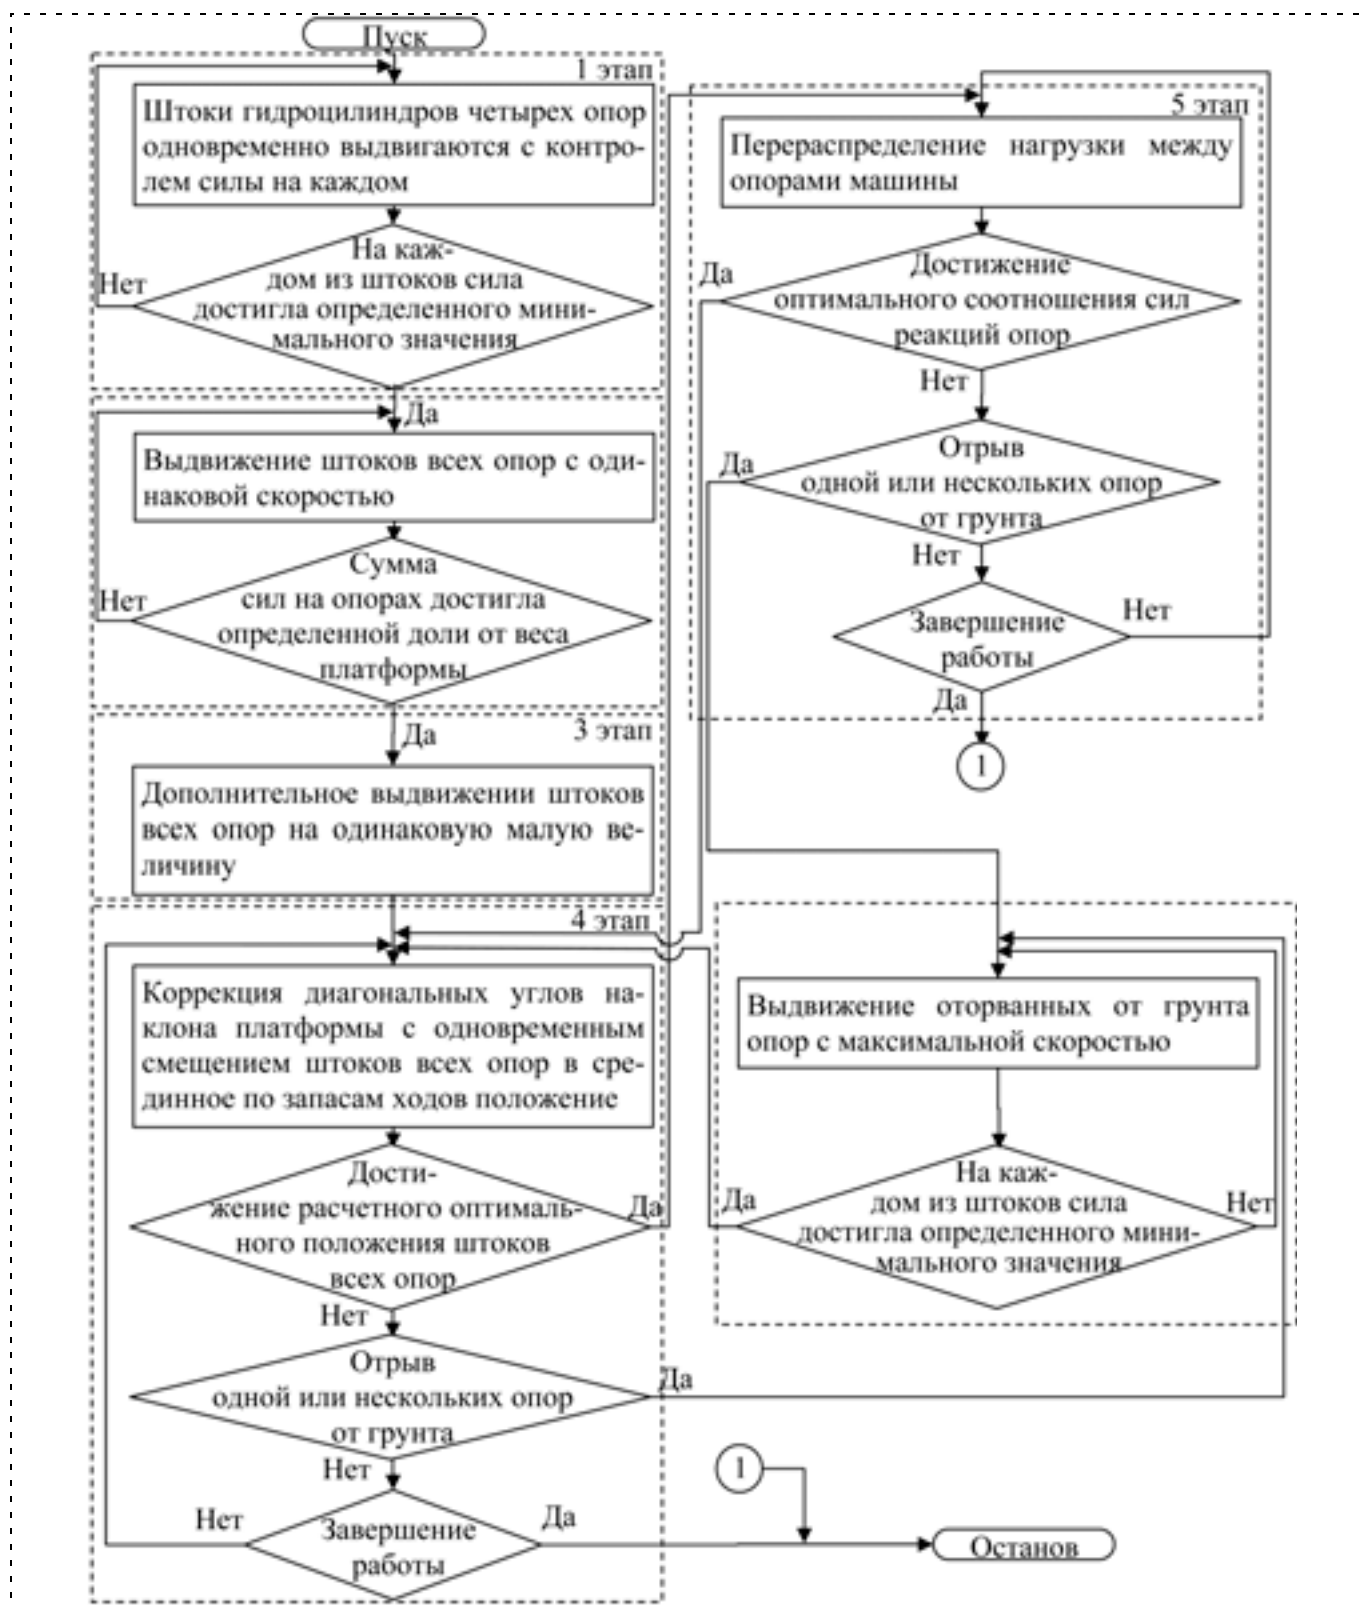 Пуск
1 этап
Штоки гидроцилиндров четырех опор
одновременно выдвигаются с контро-
лем силы на каждом
На каж-
дом из штоков сила
достигла определенного мини-
мального значения
Нет
Да
Выдвижение штоков всех опор с оди-
наковой скоростью
Сумма
сил на опорах достигла
определенной доли от веса
платформы
Нет
Да
3 этап
Дополнительное выдвижении штоков
всех опор на одинаковую малую ве-
личину
4 этап
Коррекция диагональных углов на-
клона платформы с одновременным
смещением штоков всех опор в сре-
динное по запасам ходов положение
Дости-
жение расчетного оптималь-
ного положения штоков
всех опор
Да
Нет
Отрыв
одной или нескольких опор
от грунта
Да
Нет
Завершение
работы
Нет
Да
5 этап
Перераспределение нагрузки между
опорами машины
Достижение
оптимального соотношения сил
реакций опор
Да
Нет
Отрыв
одной или нескольких опор
от грунта
Да
Нет
Завершение
работы
Нет
Да
1
Выдвижение оторванных от грунта
опор с максимальной скоростью
На каж-
дом из штоков сила
достигла определенного мини-
мального значения
Да
Нет
1
Останов